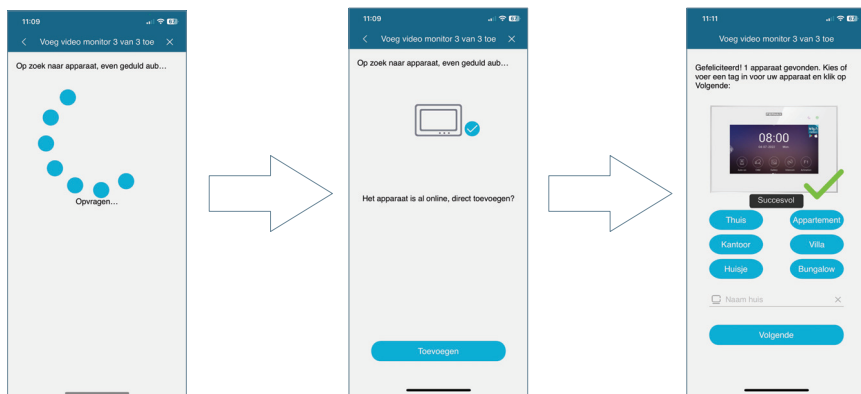 11:09
Voeg video monitor 3 van 3 toe
Op zoek naar apparaat, even geduld aub...
Opvragen...
11:09
Voeg video monitor 3 van 3 toe
Op zoek naar apparaat, even geduld aub...
Het apparaat is al online, direct toevoegen?
Toevoegen
11:11
Voeg video monitor 3 van 3 toe
Gefeliciteerd! 1 apparaat gevonden. Kies of
voer een tag in voor uw apparaat en klik op
Volgende:
08:00
Succesvol
Thuis
Appartement
Kantoor
Villa
Huisje
Bungalow
Naam huis
Volgende